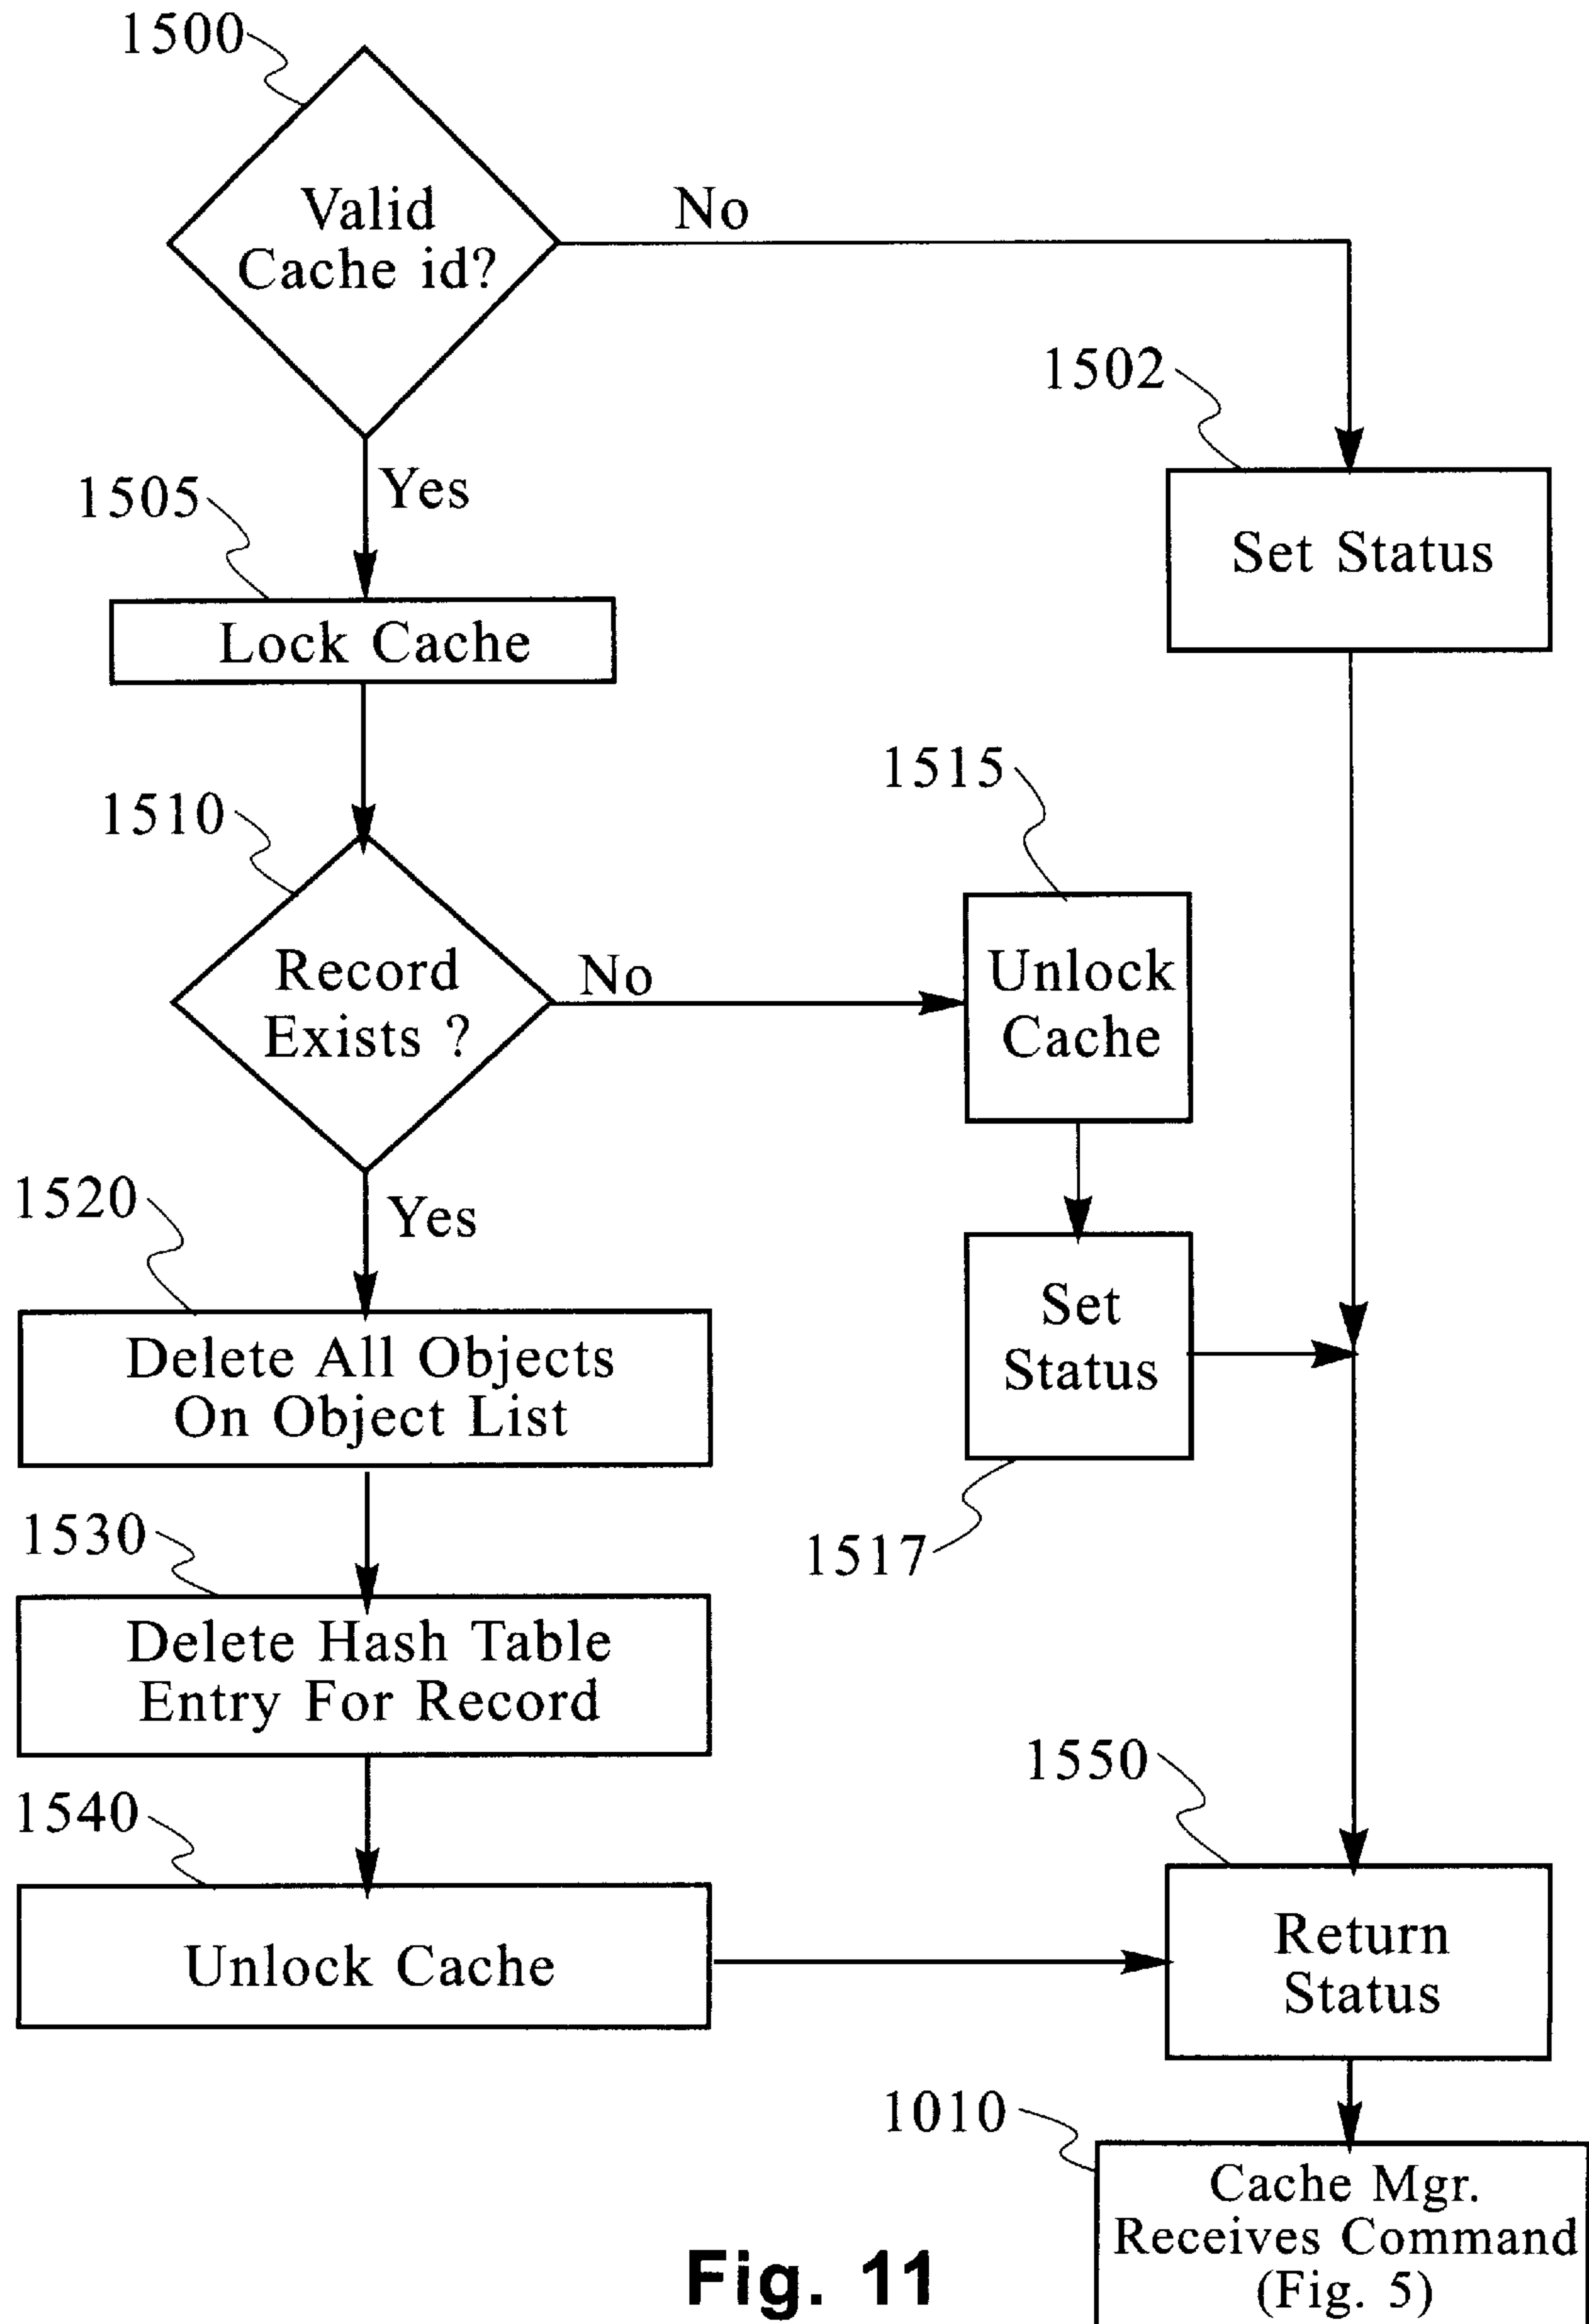 1500
Valid
Cache id?
No
1502
Set Status
Yes
1505
Lock Cache
1510
Record
Exists ?
No
1515
Unlock
Cache
Set
Status
1517
Yes
1520
Delete All Objects
On Object List
1530
Delete Hash Table
Entry For Record
1540
Unlock Cache
1550
Return
Status
1010
Cache Mgr.
Receives Command
(Fig. 5)
Fig. 11